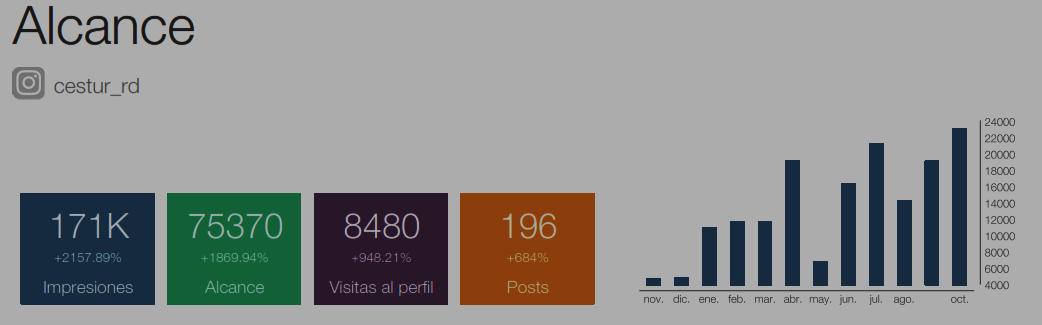 Alcance
cestur_rd
171K
+2157.89%
Impresiones
75370
+1869.94%
Alcance
8480
+948.21%
Visitas al perfil
196
+684%
Posts
24000
22000
20000
18000
16000
14000
12000
10000
8000
6000
4000
nov. dic. ene. feb. mar. abr. may. jun. jul. ago. oct.